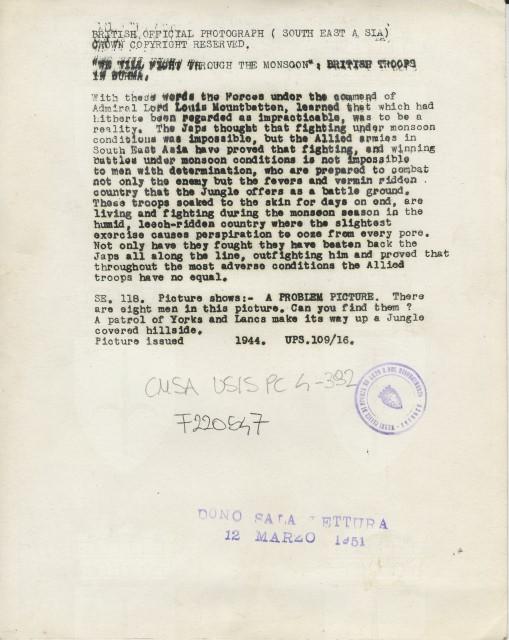 BRITISH OFFICIAL PHOTOGRAPH ( SOUTH EAST A SIA)
CROWN COPYRIGHT RESERVED.
"WE WILL FIGHT THROUGH THE MONSOON": BRITISH TROOPS
IN BURMA.
With these words the Forces under the command of
Admiral Lord Louis Mountbatten, learned that which had
hitherto been regarded as impracticable, was to be a
reality. The Japs thought that fighting under monsoon
conditions was impossible, but the Allied armies in
South East Asia have proved that fighting, and winning
battles under monsoon conditions is not impossible
to men with determination, who are prepared to combat
not only the enemy but the fevers and vermin ridden .
country that the Jungle offers as a battle ground.
These troops soaked to the skin for days on end, are
living and fighting during the monsoon season in the
humid, leech-ridden country where the slightest
exercise causes perspiration to ooze from every pore.
Not only have they fought they have beaten back the
Japs all along the line, outfighting him and proved that
throughout the most adverse conditions the Allied
troops have no equal.
SE. 118. Picture shows:- A PROBLEM PICTURE. There
are eight men in this picture. Can you find them ?
A patrol of Yorks and Lancs make its way up a Jungle
covered hillside.
Picture issued 1944. UPS.109/16.
CMSA USIS PC 4-392
F220547
DONO SALA LETTURA
12 MARZO 1951